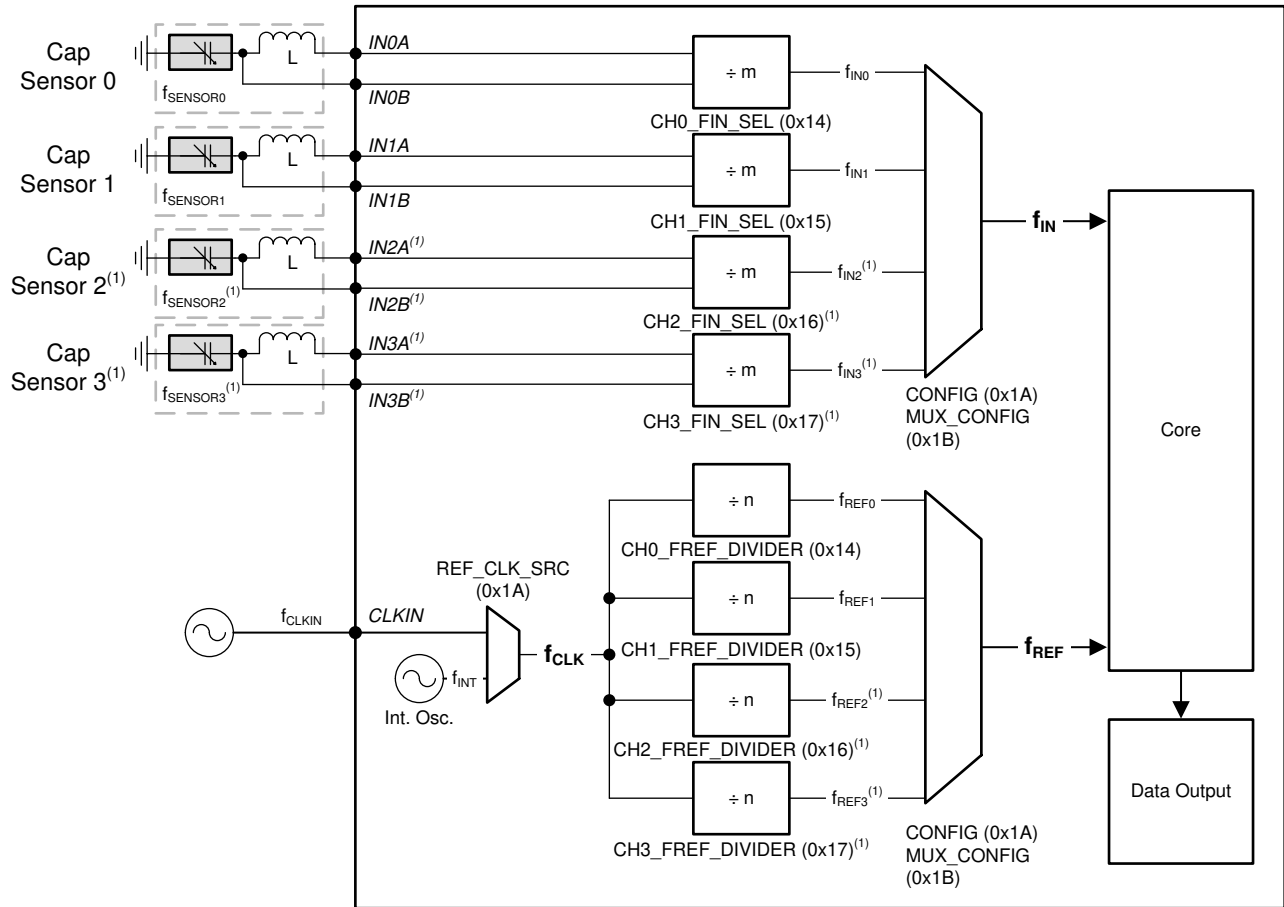 Cap
Sensor 0
L
fSENSOR0
IN0A
IN0B
÷ m
fIN0
CH0_FIN_SEL (0x14)
Cap
Sensor 1
L
fSENSOR1
IN1A
IN1B
÷ m
fIN1
CH1_FIN_SEL (0x15)
Cap
Sensor 2(1)
L
fSENSOR2(1)
IN2A(1)
IN2B(1)
÷ m
fIN2(1)
CH2_FIN_SEL (0x16)(1)
Cap
Sensor 3(1)
L
fSENSOR3(1)
IN3A(1)
IN3B(1)
÷ m
fIN3(1)
CH3_FIN_SEL (0x17)(1)
CONFIG (0x1A)
MUX_CONFIG
(0x1B)
fIN
Core
÷ n
fREF0
CH0_FREF_DIVIDER (0x14)
REF_CLK_SRC
(0x1A)
fCLKIN
CLKIN
fINT
Int. Osc.
fCLK
÷ n
fREF1
CH1_FREF_DIVIDER (0x15)
÷ n
fREF2(1)
CH2_FREF_DIVIDER (0x16)(1)
÷ n
fREF3(1)
CH3_FREF_DIVIDER (0x17)(1)
CONFIG (0x1A)
MUX_CONFIG
(0x1B)
fREF
Data Output